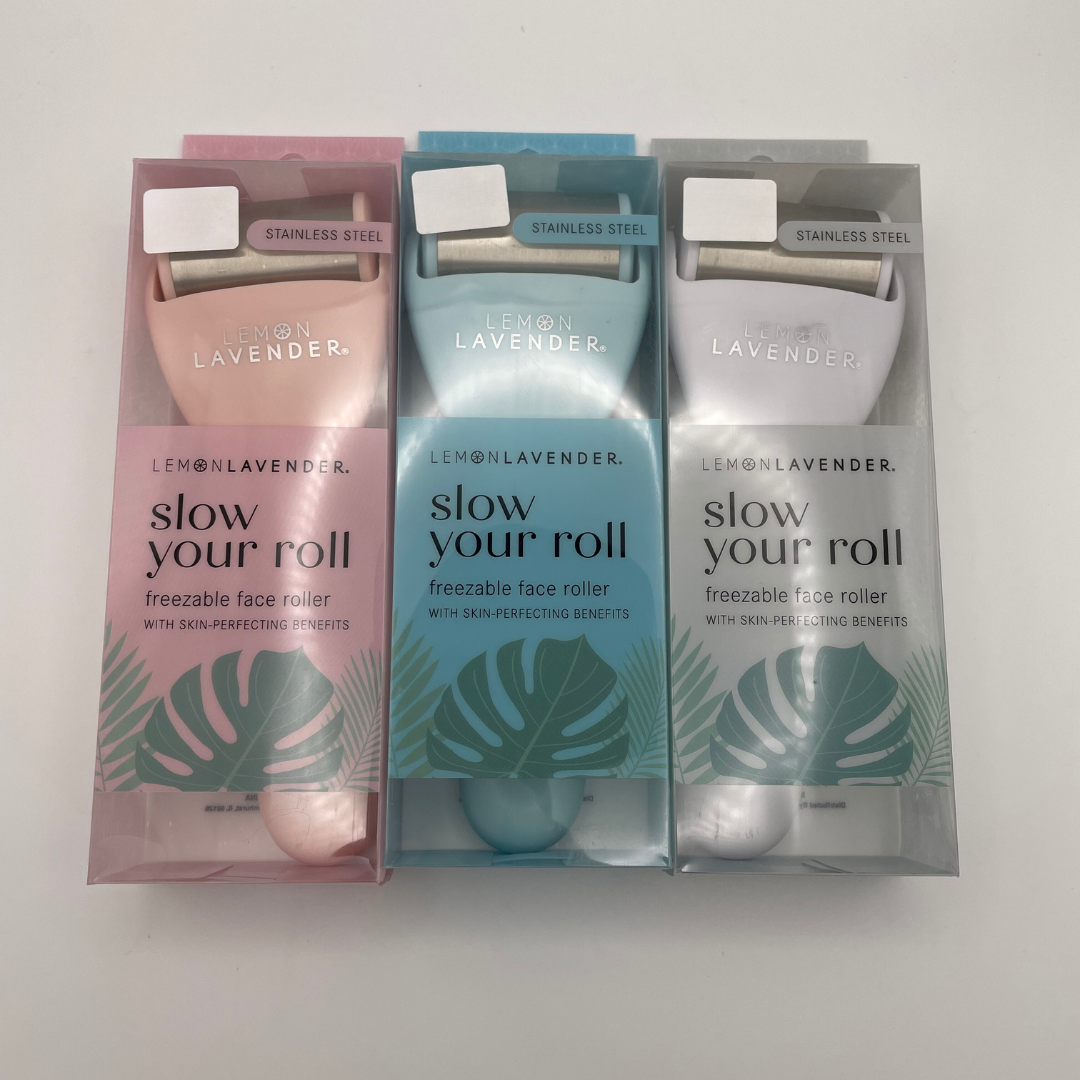 STAINLESS STEEL
LEMON
LAVENDER®
LEMONLAVENDER®
slow
your roll
freezable face roller
WITH SKIN-PERFECTING BENEFITS
STAINLESS STEEL
LEMON
LAVENDER®
LEMONLAVENDER®
slow
your roll
freezable face roller
WITH SKIN-PERFECTING BENEFITS
STAINLESS STEEL
LEMON
LAVENDER®
LEMONLAVENDER®
slow
your roll
freezable face roller
WITH SKIN-PERFECTING BENEFITS
Distributed By